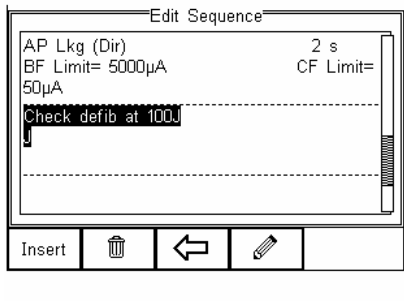 Edit Sequence
AP Lkg (Dir) 2 s
BF Limit= 5000µA CF Limit=
50µA
Check defib at 100J
J
Insert